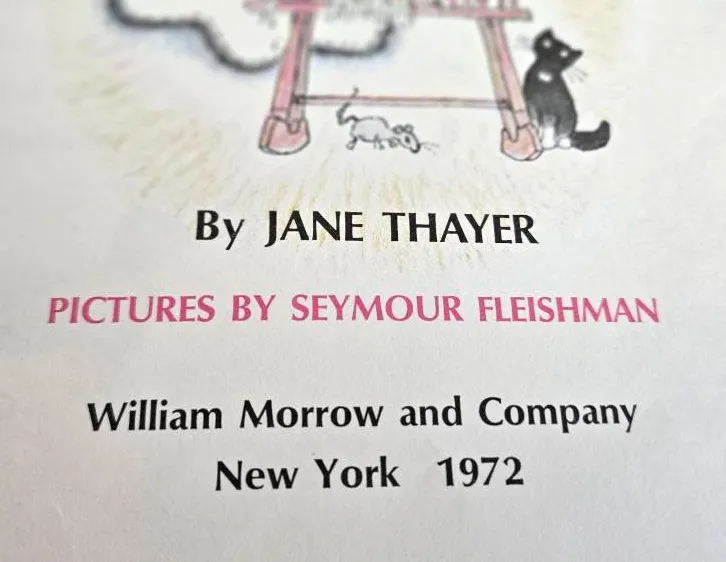 By JANE THAYER
PICTURES BY SEYMOUR FLEISHMAN
William Morrow and Company
New York 1972